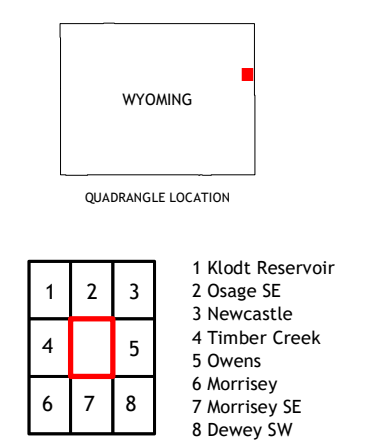 WYOMING
QUADRANGLE LOCATION
1 2 3
4 5
6 7 8
1 Klodt Reservoir
2 Osage SE
3 Newcastle
4 Timber Creek
5 Owens
6 Morrisey
7 Morrisey SE
8 Dewey SW